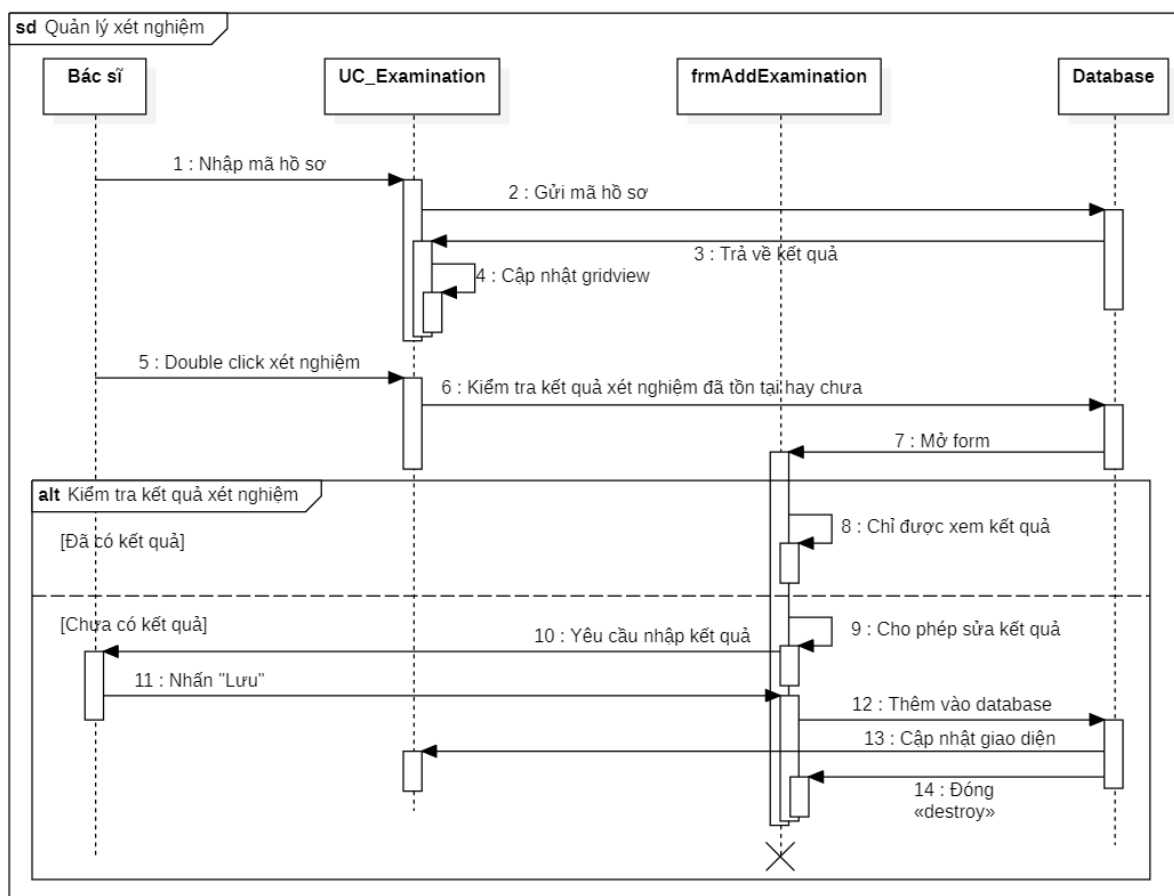 sd Quản lý xét nghiệm
Bác sĩ
UC_Examination
frmAddExamination
Database
1 : Nhập mã hồ sơ
2 : Gửi mã hồ sơ
3 : Trả về kết quả
4 : Cập nhật gridview
5 : Double click xét nghiệm
6 : Kiểm tra kết quả xét nghiệm đã tồn tại hay chưa
7 : Mở form
alt Kiểm tra kết quả xét nghiệm
8 : Chỉ được xem kết quả
[Đã có kết quả]
[Chưa có kết quả]
9 : Cho phép sửa kết quả
10 : Yêu cầu nhập kết quả
11 : Nhấn "Lưu"
12 : Thêm vào database
13 : Cập nhật giao diện
14 : Đóng
«destroy»